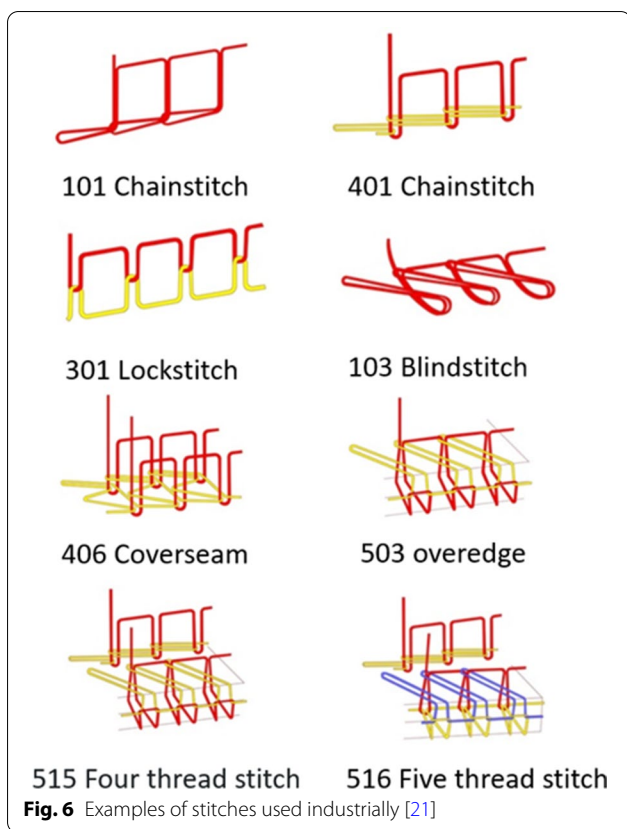 101 Chainstitch
401 Chainstitch
301 Lockstitch
103 Blindstitch
406 Coverseam
503 overedge
515 Four thread stitch
516 Five thread stitch
Fig. 6 Examples of stitches used industrially [21]